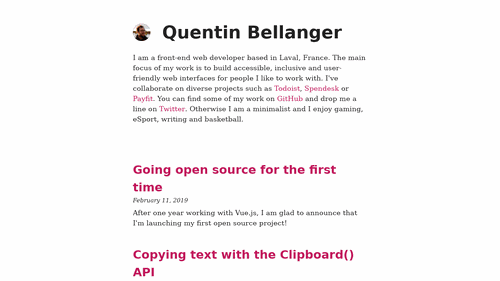 Quentin Bellanger
I am a front-end web developer based in Laval, France. The main
focus of my work is to build accessible, inclusive and user-
friendly web interfaces for people I like to work with. I've
collaborate on diverse projects such as Todoist, Spendesk or
Payfit. You can find some of my work on GitHub and drop me a
line on Twitter. Otherwise I am a minimalist and I enjoy gaming,
eSport, writing and basketball.
Going open source for the first
time
February 11, 2019
After one year working with Vue.js, I am glad to announce that
I'm launching my first open source project!
Copying text with the Clipboard()
API